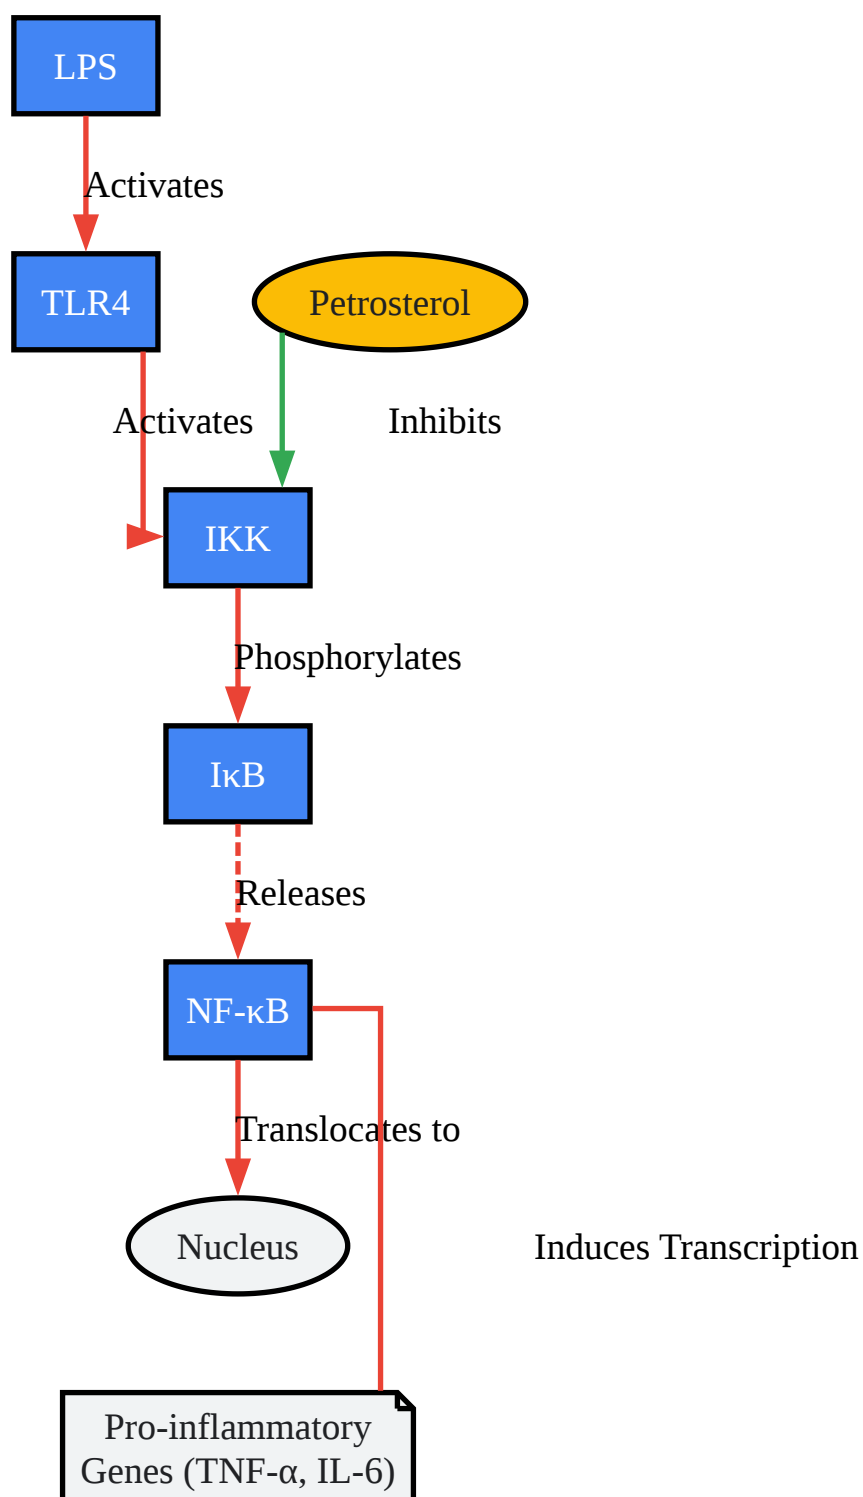 LPS
Activates
TLR4
Petrosterol
Activates
Inhibits
IKK
Phosphorylates
IκB
Releases
NF-κB
Translocates to
Nucleus
Induces Transcription
Pro-inflammatory
Genes (TNF-α, IL-6)